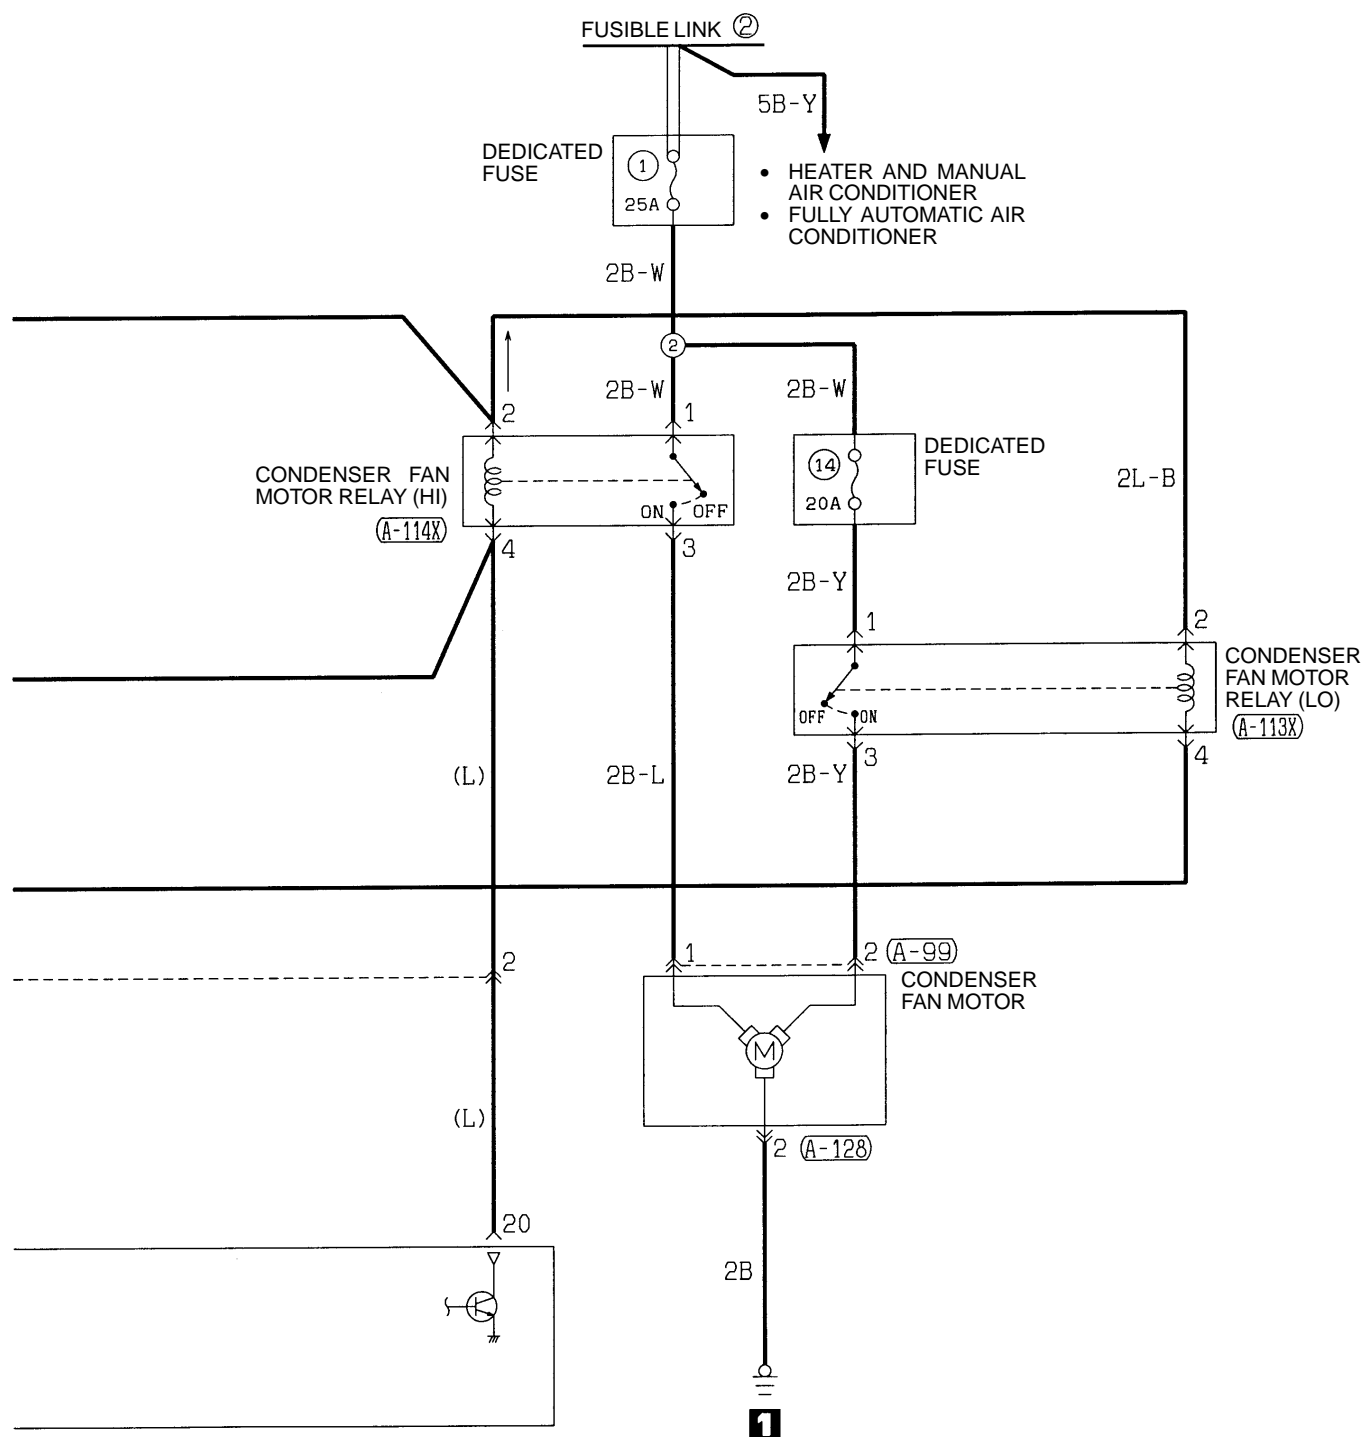 FUSIBLE LINK ②
5B-Y
DEDICATED
FUSE
1
25A
• HEATER AND MANUAL
AIR CONDITIONER
• FULLY AUTOMATIC AIR
CONDITIONER
2B-W
2
2B-W
2B-W
2
1
CONDENSER FAN
MOTOR RELAY (HI)
A-114X
ON
OFF
14
20A
DEDICATED
FUSE
2L-B
4
3
2B-Y
1
2
OFF
ON
CONDENSER
FAN MOTOR
RELAY (LO)
A-113X
3
4
(L)
2B-L
2B-Y
2
1
2
A-99
CONDENSER
FAN MOTOR
M
(L)
2
A-128
20
2B
1